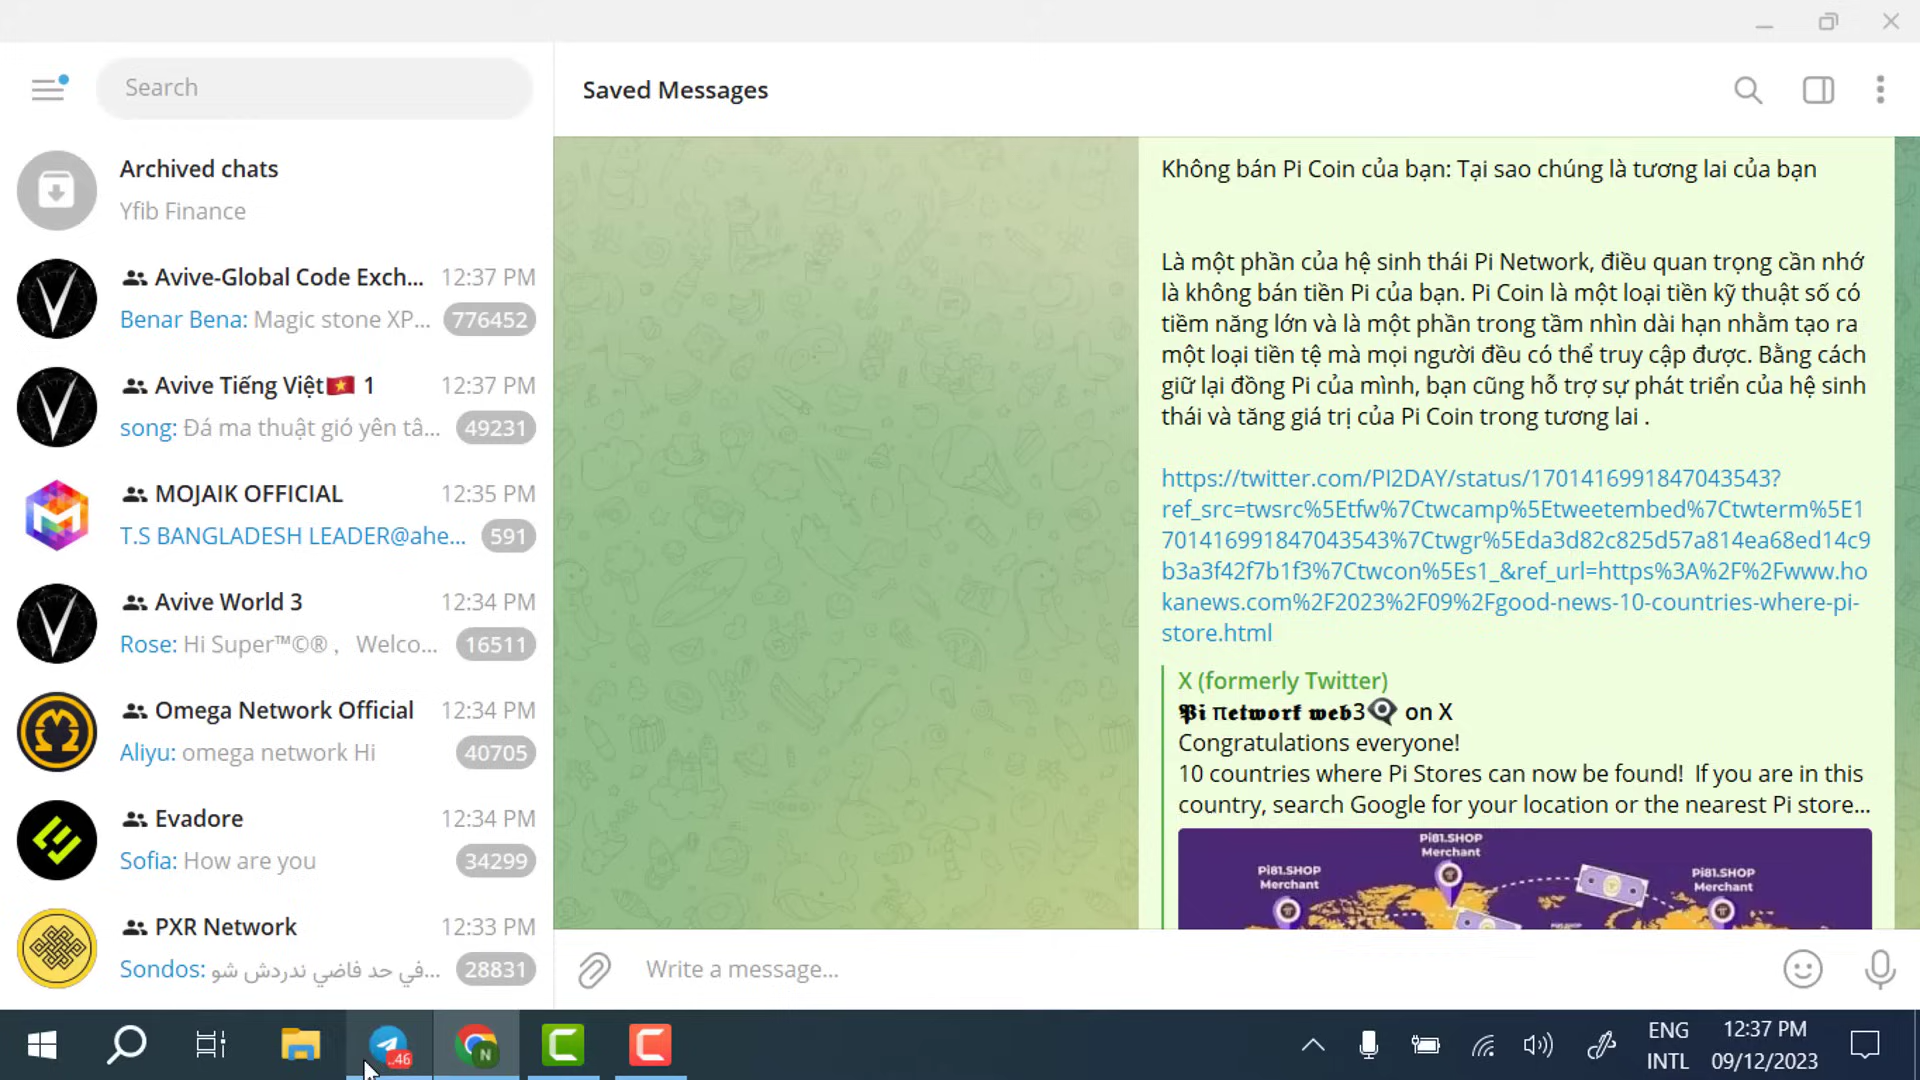 Search
Saved Messages
Archived chats
Yfib Finance
Avive-Global Code Exch... 12:37 PM
Benar Bena: Magic stone XP... 776452
Avive Tiếng Việt🇻🇳 1 12:37 PM
song: Đá ma thuật gió yên tâ... 49231
MOJAIK OFFICIAL 12:35 PM
T.S BANGLADESH LEADER@ahe... 591
Avive World 3 12:34 PM
Rose: Hi Super™©® , Welco... 16511
Omega Network Official 12:34 PM
Aliyu: omega network Hi 40705
Evadore 12:34 PM
Sofia: How are you 34299
PXR Network 12:33 PM
Sondos: في حد فاضي ندردش شو... 28831
Không bán Pi Coin của bạn: Tại sao chúng là tương lai của bạn
Là một phần của hệ sinh thái Pi Network, điều quan trọng cần nhớ
là không bán tiền Pi của bạn. Pi Coin là một loại tiền kỹ thuật số có
tiềm năng lớn và là một phần trong tầm nhìn dài hạn nhằm tạo ra
một loại tiền tệ mà mọi người đều có thể truy cập được. Bằng cách
giữ lại đồng Pi của mình, bạn cũng hỗ trợ sự phát triển của hệ sinh
thái và tăng giá trị của Pi Coin trong tương lai .
https://twitter.com/PI2DAY/status/1701416991847043543?
ref_src=twsrc%5Etfw%7Ctwcamp%5Etweetembed%7Ctwterm%5E1
701416991847043543%7Ctwgr%5Eda3d82c825d57a814ea68ed14c9
b3a3f42f7b1f3%7Ctwcon%5Es1_&ref_url=https%3A%2F%2Fwww.ho
kanews.com%2F2023%2F09%2Fgood-news-10-countries-where-pi-
store.html
X (formerly Twitter)
𝕻𝖎 π𝖊𝖙𝖜𝖔𝖗𝖐 𝖜𝖊𝖇3👁‍🗨 on X
Congratulations everyone!
10 countries where Pi Stores can now be found! If you are in this
country, search Google for your location or the nearest Pi store...
Pi81.SHOP
Merchant
Pi81.SHOP
Merchant
Pi81.SHOP
Merchant
Write a message...
..46
N
ENG
INTL
12:37 PM
09/12/2023